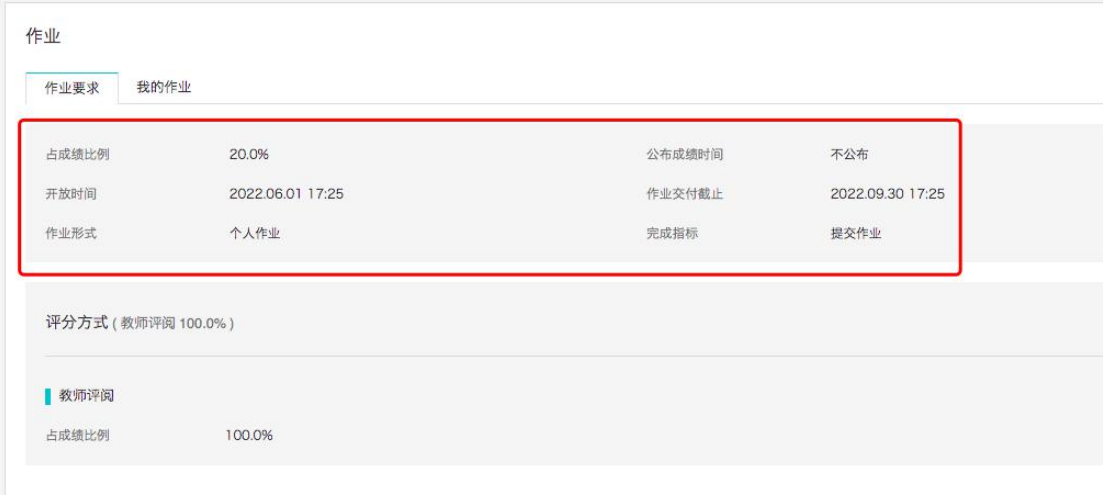 作业
作业要求 我的作业
占成绩比例 20.0% 公布成绩时间 不公布
开放时间 2022.06.01 17:25 作业交付截止 2022.09.30 17:25
作业形式 个人作业 完成指标 提交作业
评分方式 ( 教师评阅 100.0% )
教师评阅
占成绩比例 100.0%